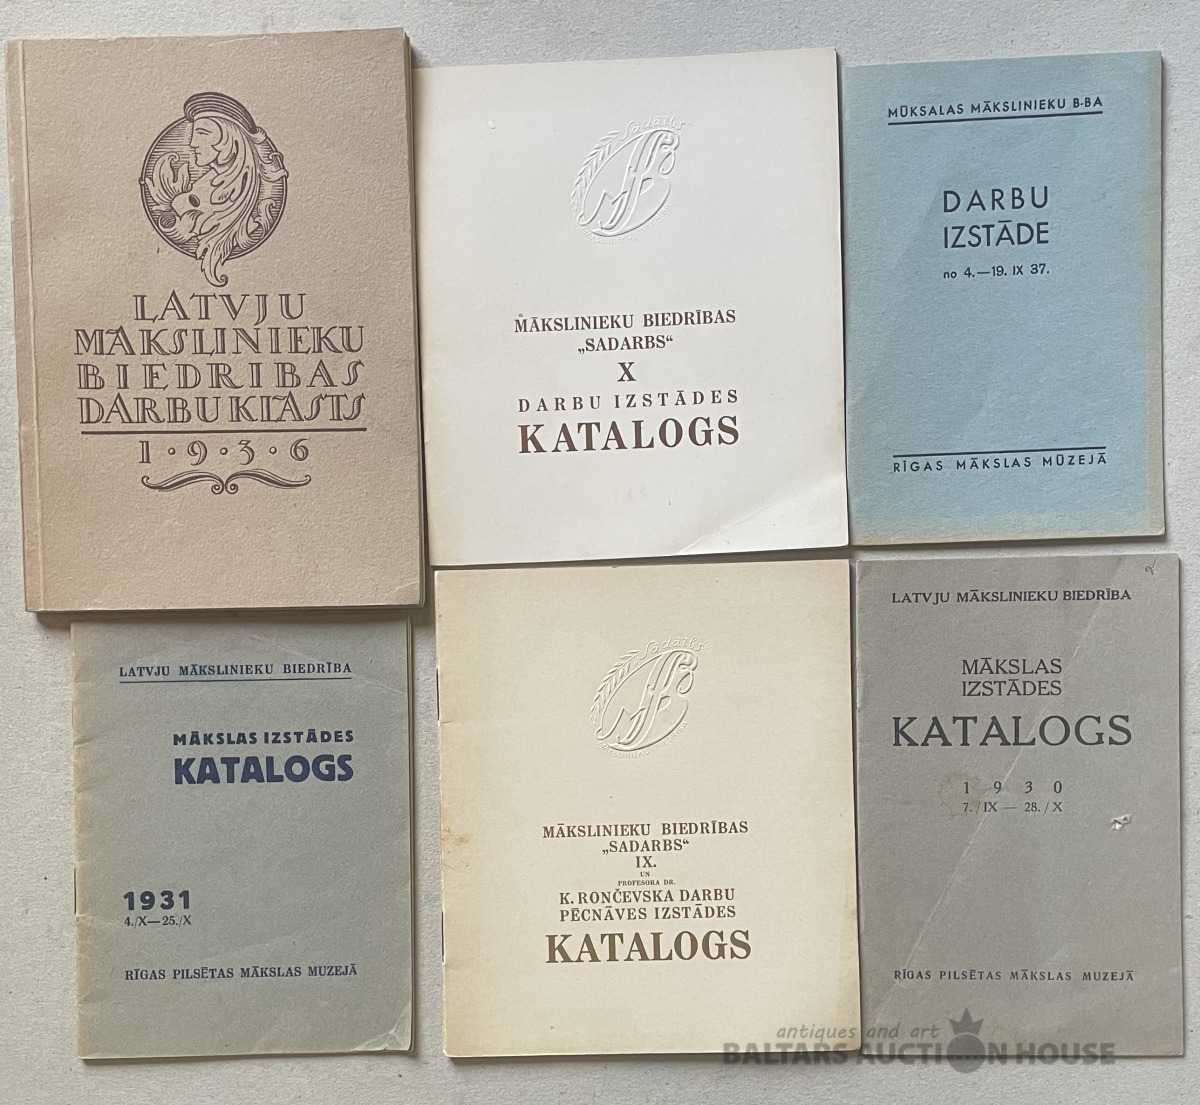 LATVJU
MĀKSLINIEKU
BIEDRIBAS
DARBU KLASTS
1·9·3·6
„Sadarbs“
MĀKSLINIEKU BIEDRĪBAS
„SADARBS“
X
DARBU IZSTĀDES
KATALOGS
MŪKSALAS MĀKSLINIEKU B-BA
DARBU
IZSTĀDE
no 4.—19. IX 37.
RĪGAS MĀKSLAS MŪZEJĀ
LATVJU MĀKSLINIEKU BIEDRĪBA
MĀKSLAS IZSTĀDES
KATALOGS
1931
4./X—25./X
RĪGAS PILSĒTAS MĀKSLAS MUZEJĀ
„Sadarbs“
MĀKSLINIEKU BIEDRĪBAS
„SADARBS“
IX.
UN
PROFESORA DR.
K. RONČEVSKA DARBU
PĒCNĀVES IZSTĀDES
KATALOGS
LATVJU MĀKSLINIEKU BIEDRĪBA
MĀKSLAS
IZSTĀDES
KATALOGS
1930
7./IX — 28./X
RĪGAS PILSĒTAS MĀKSLAS MUZEJĀ
antiques and art
BALTARS AUCTION HOUSE